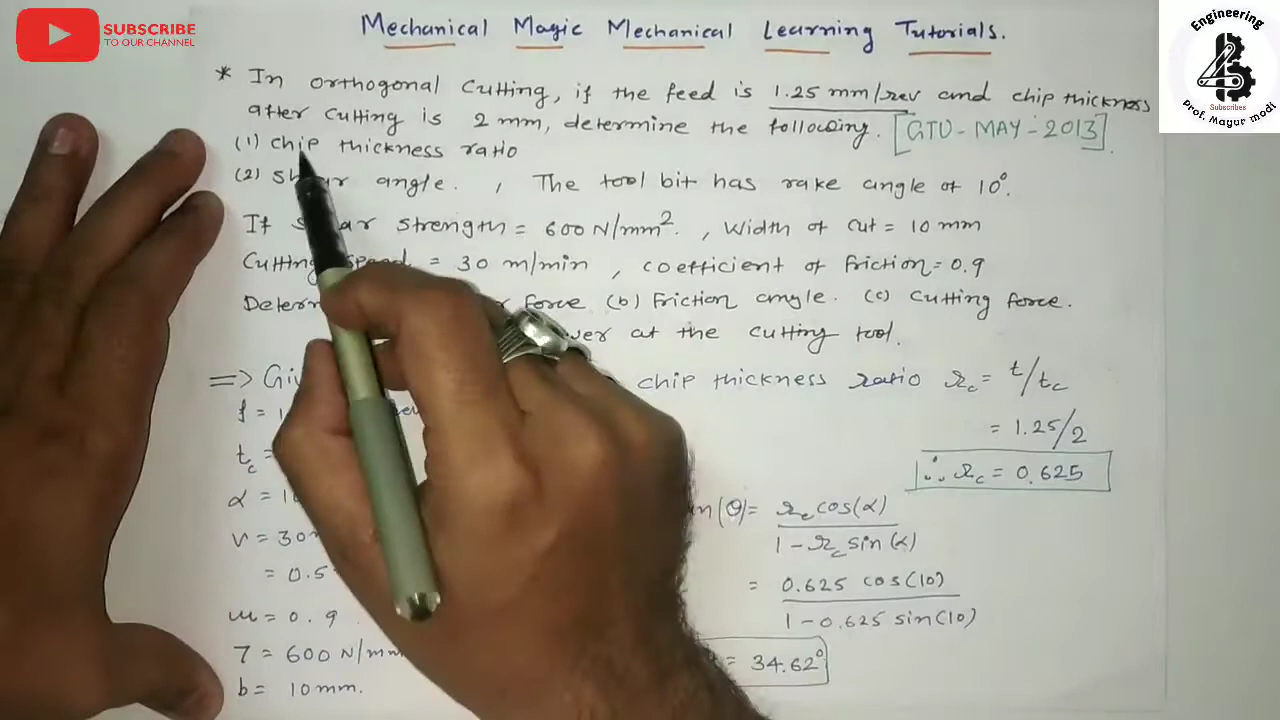 SUBSCRIBE
TO OUR CHANNEL
Mechanical Magic Mechanical Learning Tutorials.
Engineering
Subscribes
Prof. Mayur modi
* In orthogonal Cutting, if the feed is 1.25 mm/rev and chip thickness
after cutting is 2 mm, determine the following. [GTU - MAY - 2013].
(1) chip thickness ratio
(2) angle. , The tool bit has rake angle of 10°.
If strength = 600 N/mm². , Width of cut = 10 mm
Cutting = 30 m/min , coefficient of friction = 0.9
force (b) Friction angle. (c) Cutting force.
at the cutting tool.
=> chip thickness ratio rc = t/tc
f =
= 1.25/2
tc =
∴ rc = 0.625
α =
(θ) = rc cos(α)
1 - rc sin(α)
V = 30
= 0.5
= 0.625 cos(10)
1 - 0.625 sin(10)
μ = 0.9
τ = 600 N/mm
= 34.62°
b = 10 mm.